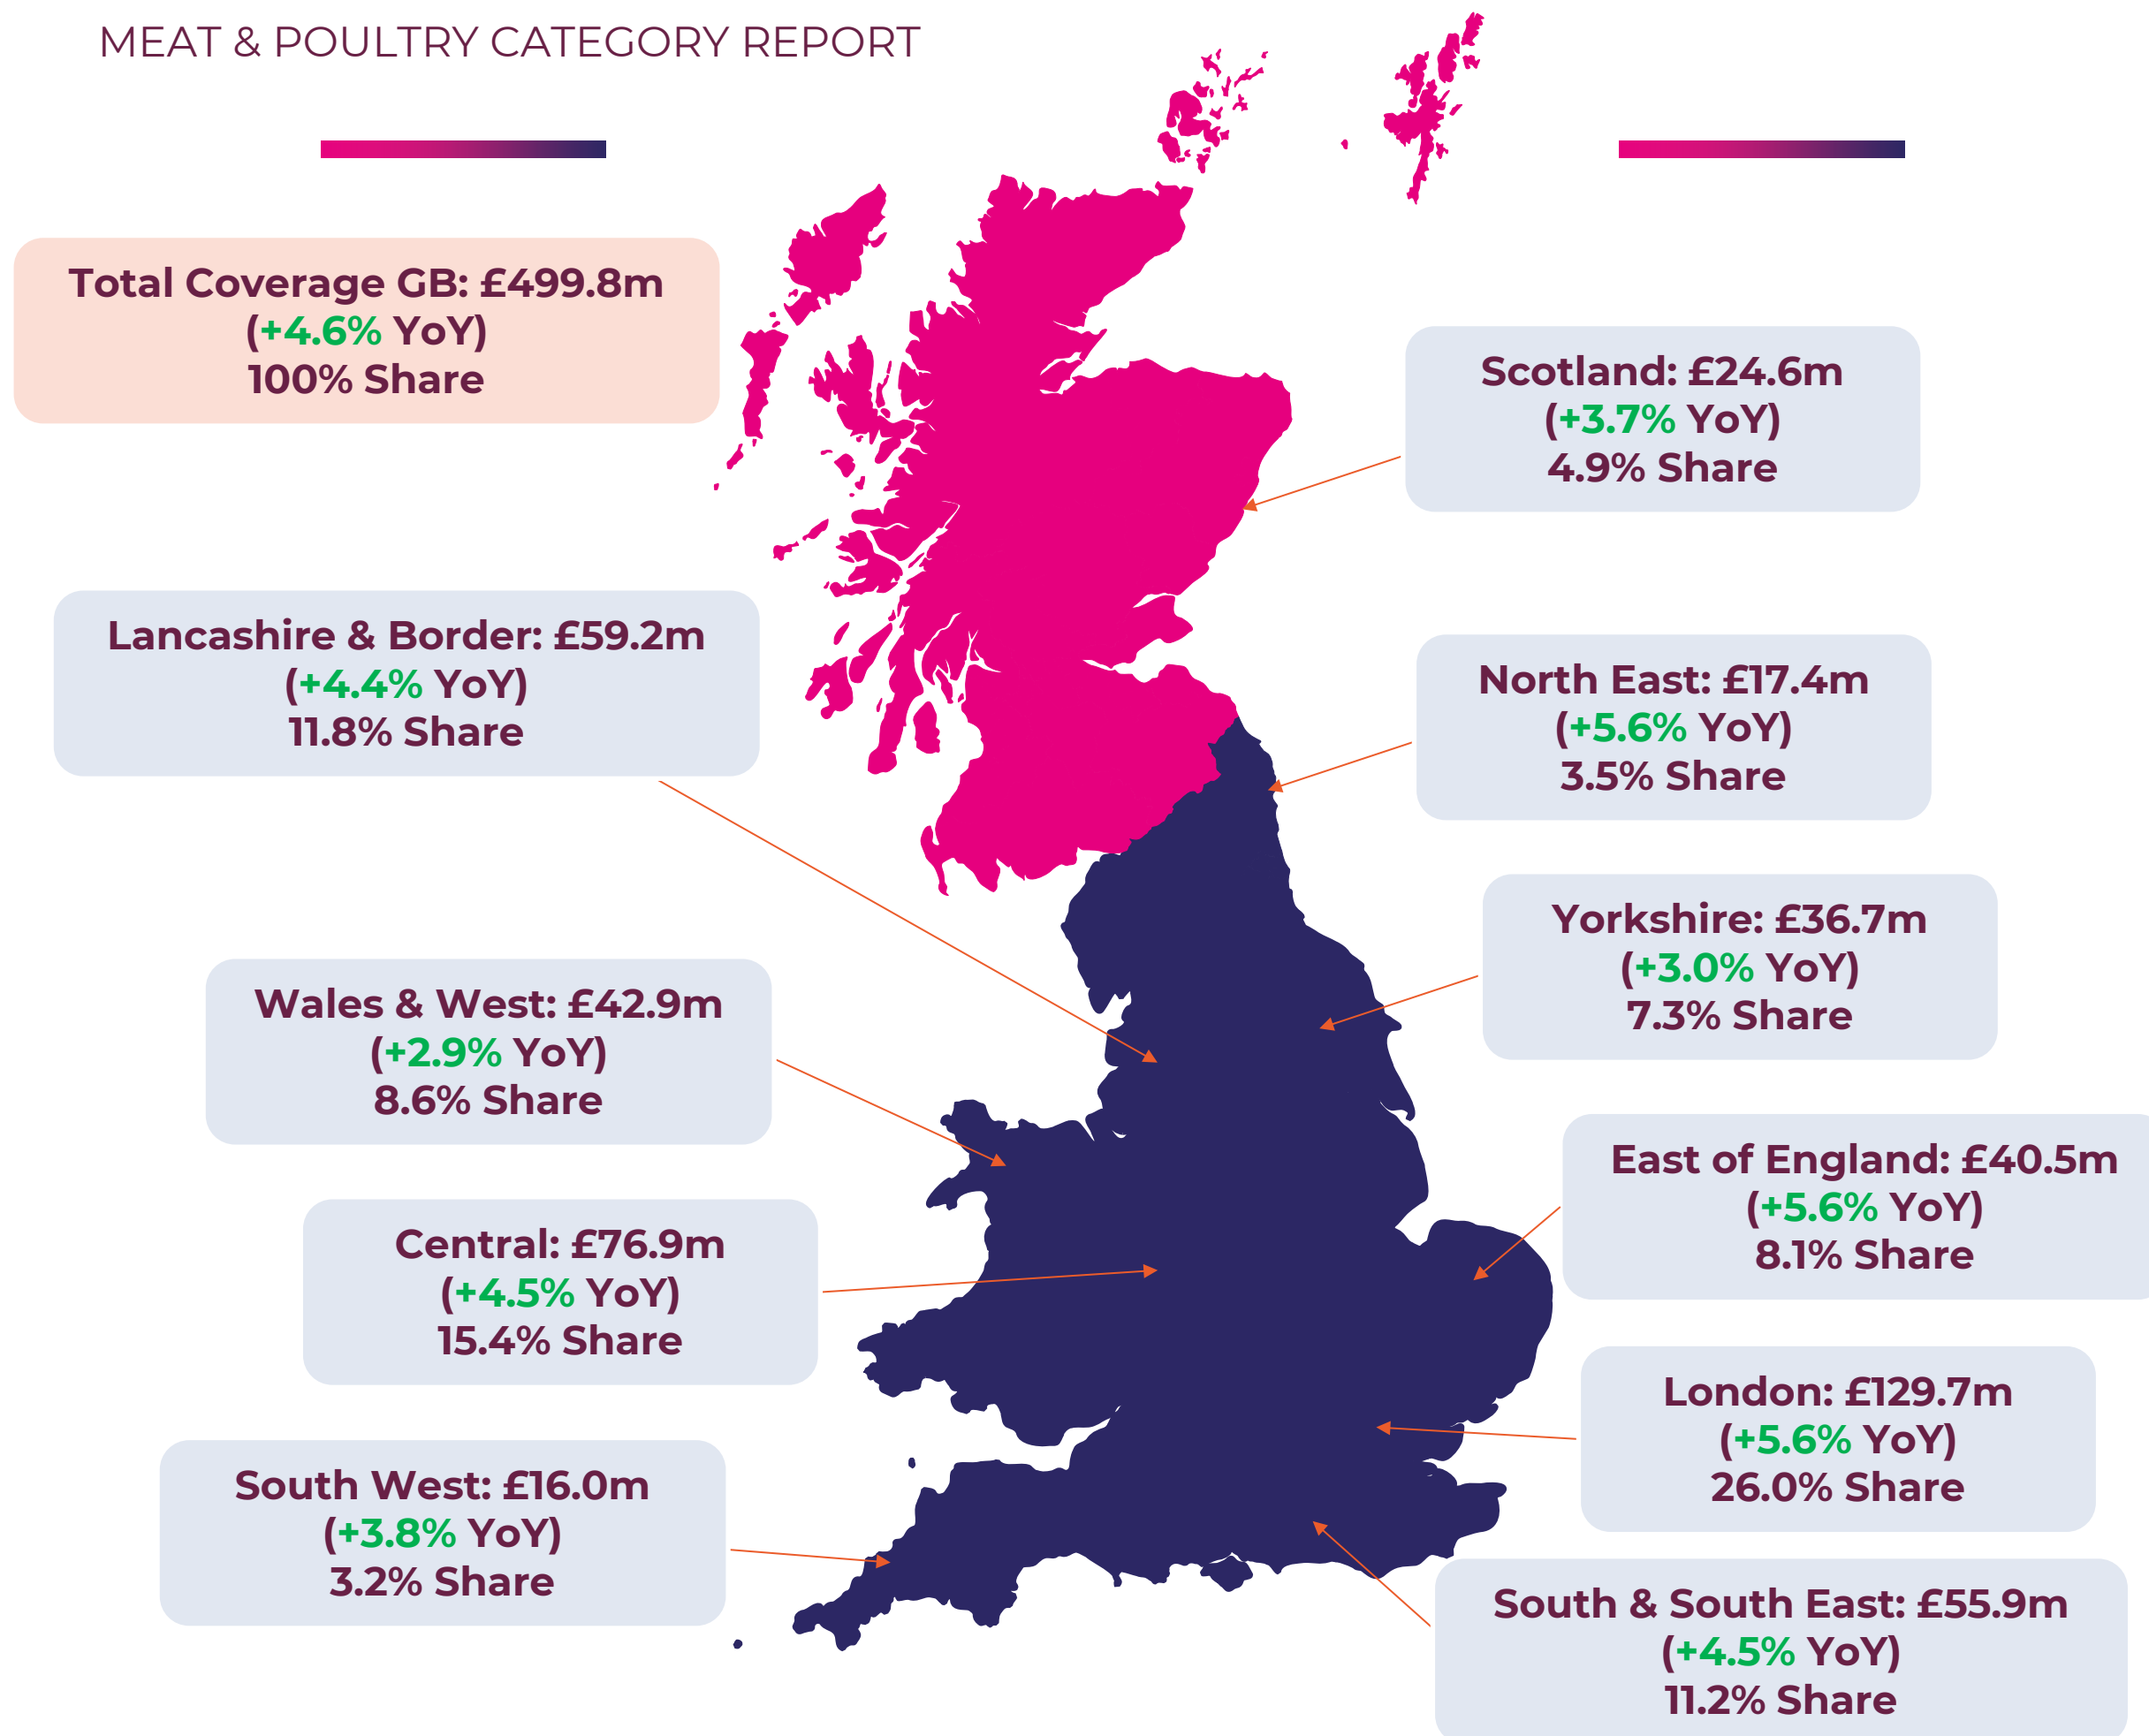 MEAT & POULTRY CATEGORY REPORT
Total Coverage GB: £499.8m
(+4.6% YoY)
100% Share
Scotland: £24.6m
(+3.7% YoY)
4.9% Share
Lancashire & Border: £59.2m
(+4.4% YoY)
11.8% Share
North East: £17.4m
(+5.6% YoY)
3.5% Share
Yorkshire: £36.7m
(+3.0% YoY)
7.3% Share
Wales & West: £42.9m
(+2.9% YoY)
8.6% Share
East of England: £40.5m
(+5.6% YoY)
8.1% Share
Central: £76.9m
(+4.5% YoY)
15.4% Share
London: £129.7m
(+5.6% YoY)
26.0% Share
South West: £16.0m
(+3.8% YoY)
3.2% Share
South & South East: £55.9m
(+4.5% YoY)
11.2% Share